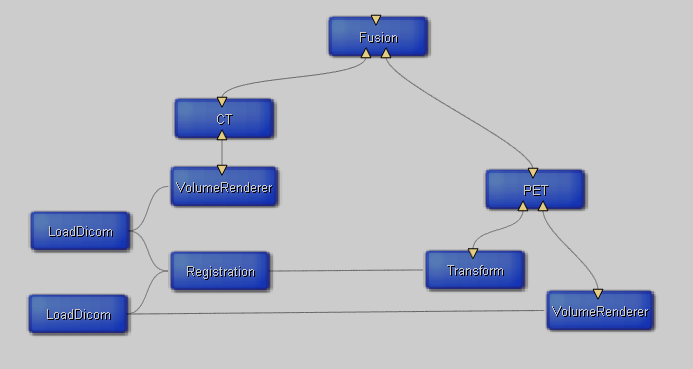 Fusion
CT
VolumeRenderer
PET
LoadDicom
Registration
Transform
LoadDicom
VolumeRenderer